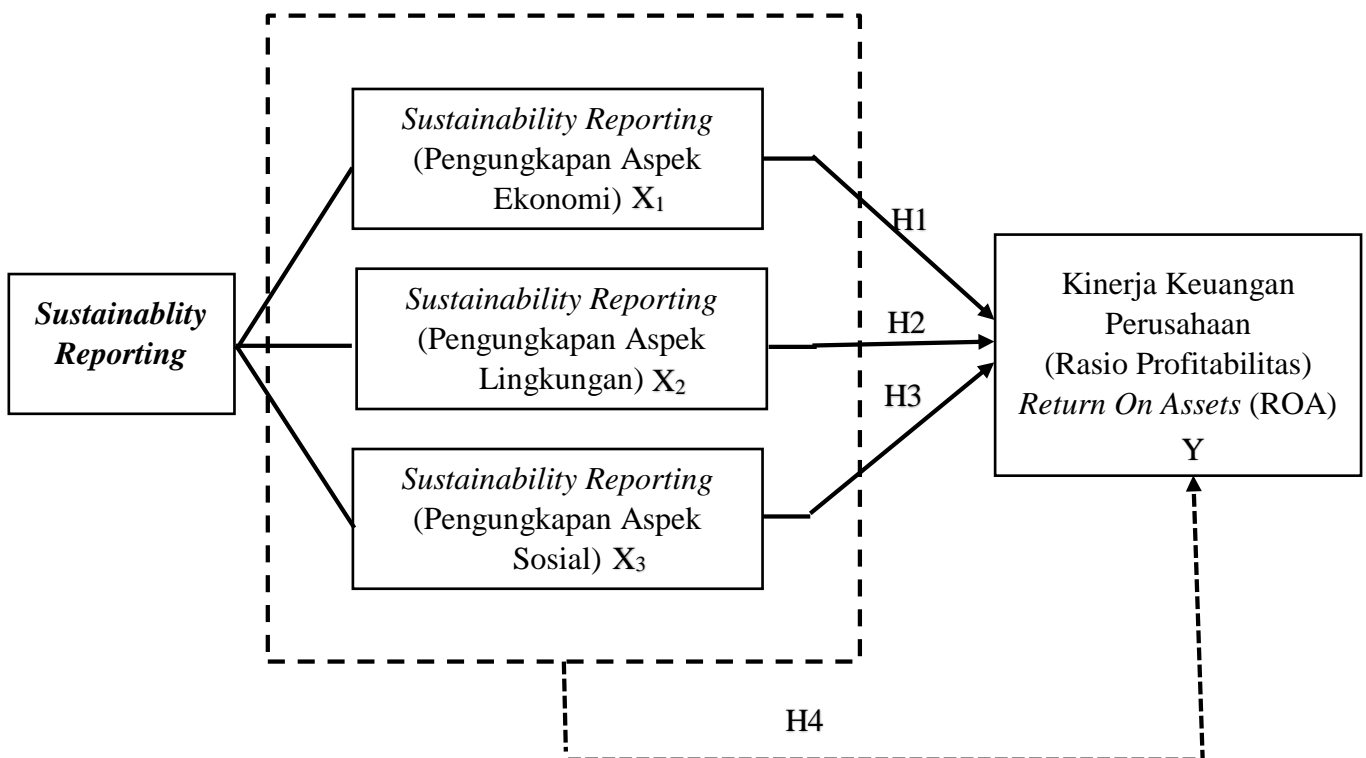 Sustainablity
Reporting
Sustainability Reporting
(Pengungkapan Aspek
Ekonomi) X₁
Sustainability Reporting
(Pengungkapan Aspek
Lingkungan) X₂
Sustainability Reporting
(Pengungkapan Aspek
Sosial) X₃
H1
H2
H3
Kinerja Keuangan
Perusahaan
(Rasio Profitabilitas)
Return On Assets (ROA)
Y
H4